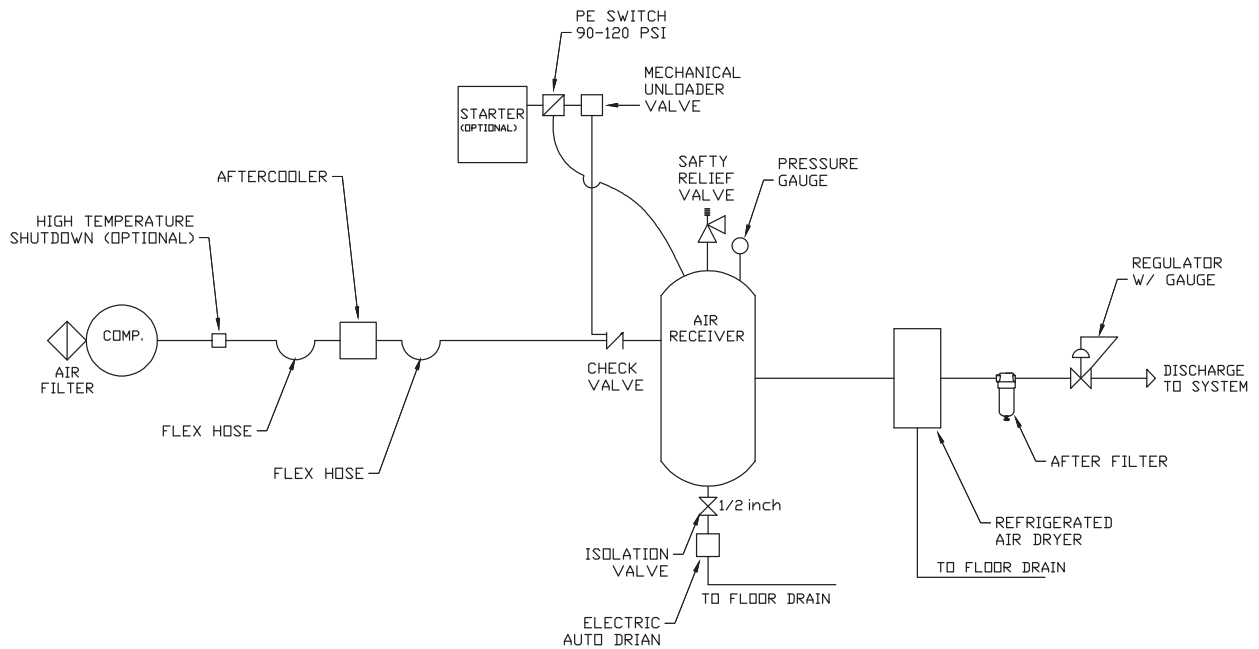 PE SWITCH
90-120 PSI
MECHANICAL
UNLOADER
VALVE
STARTER
(OPTIONAL)
AFTERCOOLER
SAFTY
RELIEF
VALVE
PRESSURE
GAUGE
HIGH TEMPERATURE
SHUTDOWN (OPTIONAL)
REGULATOR
W/ GAUGE
COMP.
AIR
RECEIVER
AIR
FILTER
CHECK
VALVE
DISCHARGE
TO SYSTEM
FLEX HOSE
FLEX HOSE
AFTER FILTER
1/2 inch
REFRIGERATED
AIR DRYER
ISOLATION
VALVE
TO FLOOR DRAIN
TO FLOOR DRAIN
ELECTRIC
AUTO DRIAN